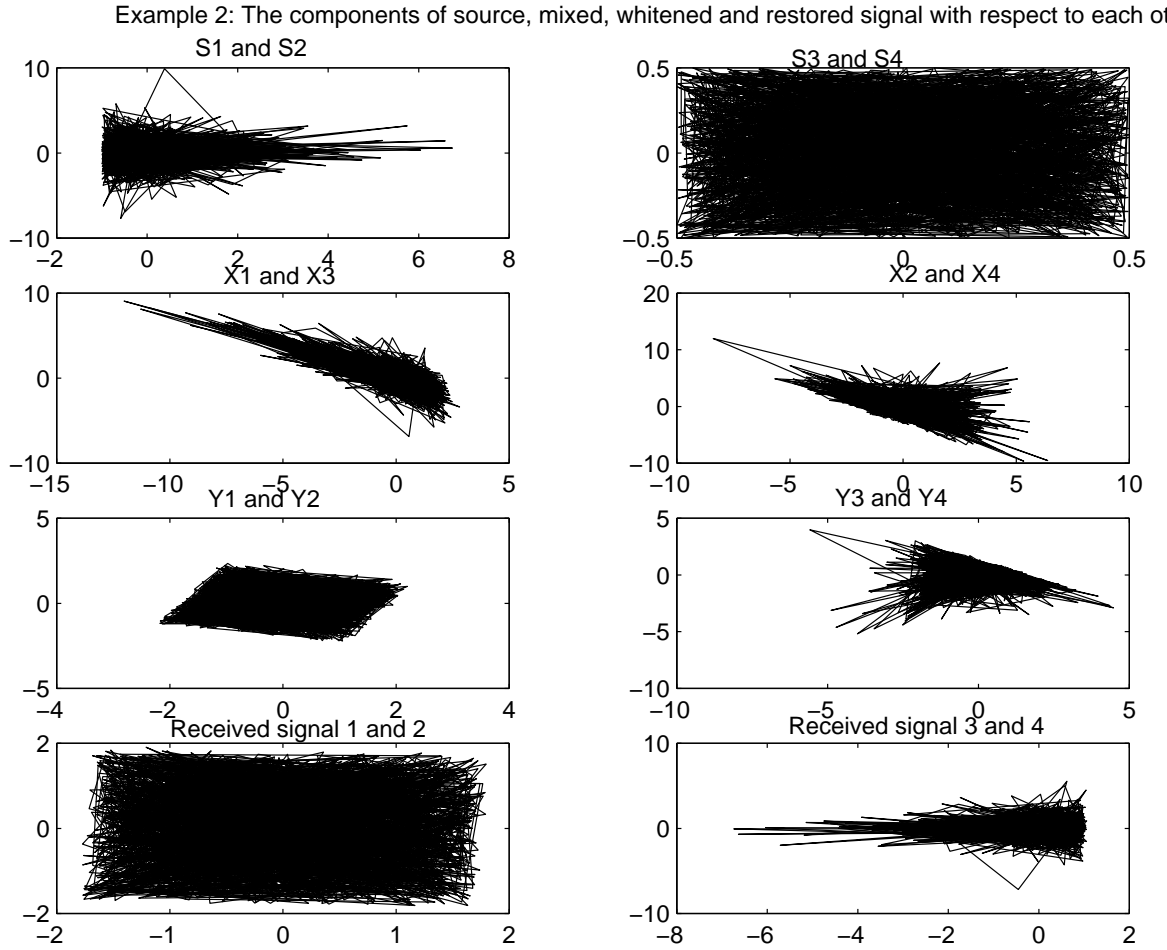 Example 2: The components of source, mixed, whitened and restored signal with respect to each ot
S1 and S2
10
0
−10
−2 0 2 4 6 8
S3 and S4
0.5
0
−0.5
−0.5 0 0.5
X1 and X3
10
0
−10
−15 −10 −5 0 5
X2 and X4
20
10
0
−10
−10 −5 0 5 10
Y1 and Y2
5
0
−5
−4 −2 0 2 4
Y3 and Y4
5
0
−5
−10
−10 −5 0 5
Received signal 1 and 2
2
0
−2
−2 −1 0 1 2
Received signal 3 and 4
10
0
−10
−8 −6 −4 −2 0 2